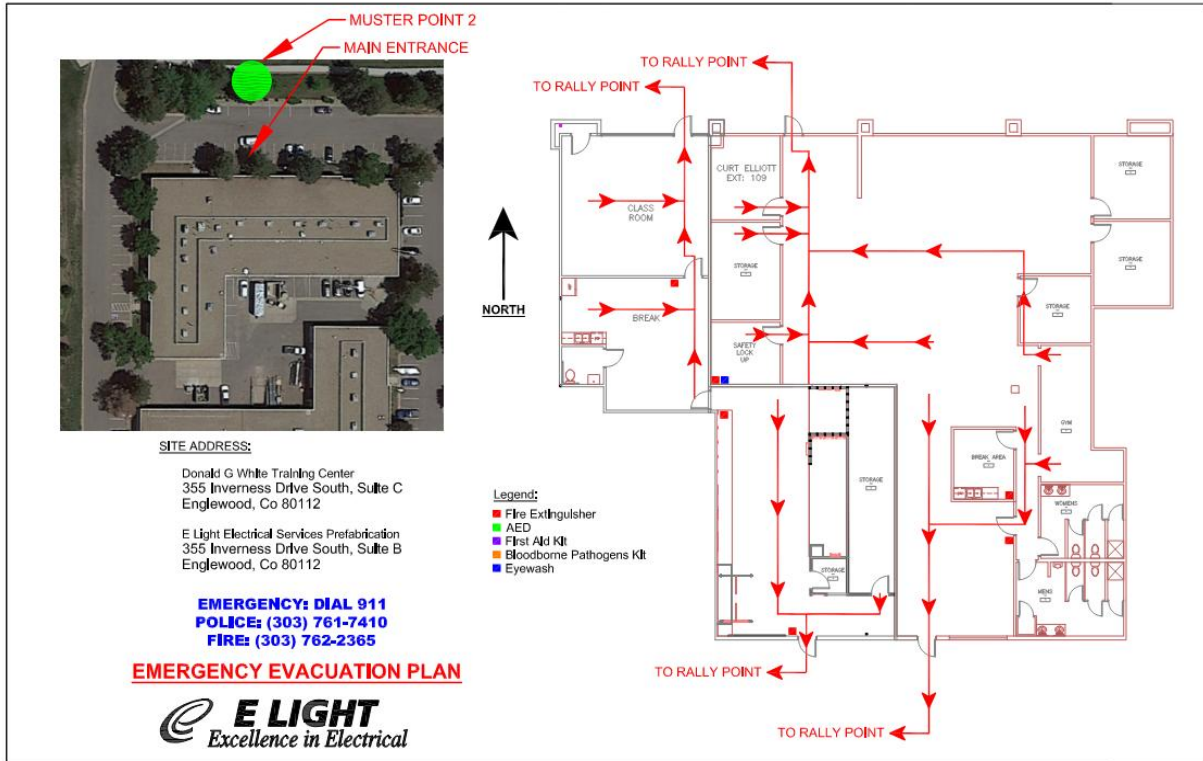 MUSTER POINT 2
MAIN ENTRANCE
TO RALLY POINT
TO RALLY POINT
CURT ELLIOTT
EXT: 109
CLASS
ROOM
STORAGE
STORAGE
STORAGE
STORAGE
NORTH
BREAK
SAFETY
LOCK
UP
GYM
BREAK AREA
STORAGE
WOMENS
STORAGE
MENS
SITE ADDRESS:
Donald G White Training Center
355 Inverness Drive South, Suite C
Englewood, Co 80112
E Light Electrical Services Prefabrication
355 Inverness Drive South, Suite B
Englewood, Co 80112
Legend:
Fire Extinguisher
AED
First Aid Kit
Bloodborne Pathogens Kit
Eyewash
EMERGENCY: DIAL 911
POLICE: (303) 761-7410
FIRE: (303) 762-2365
EMERGENCY EVACUATION PLAN
E LIGHT
Excellence in Electrical
TO RALLY POINT
TO RALLY POINT